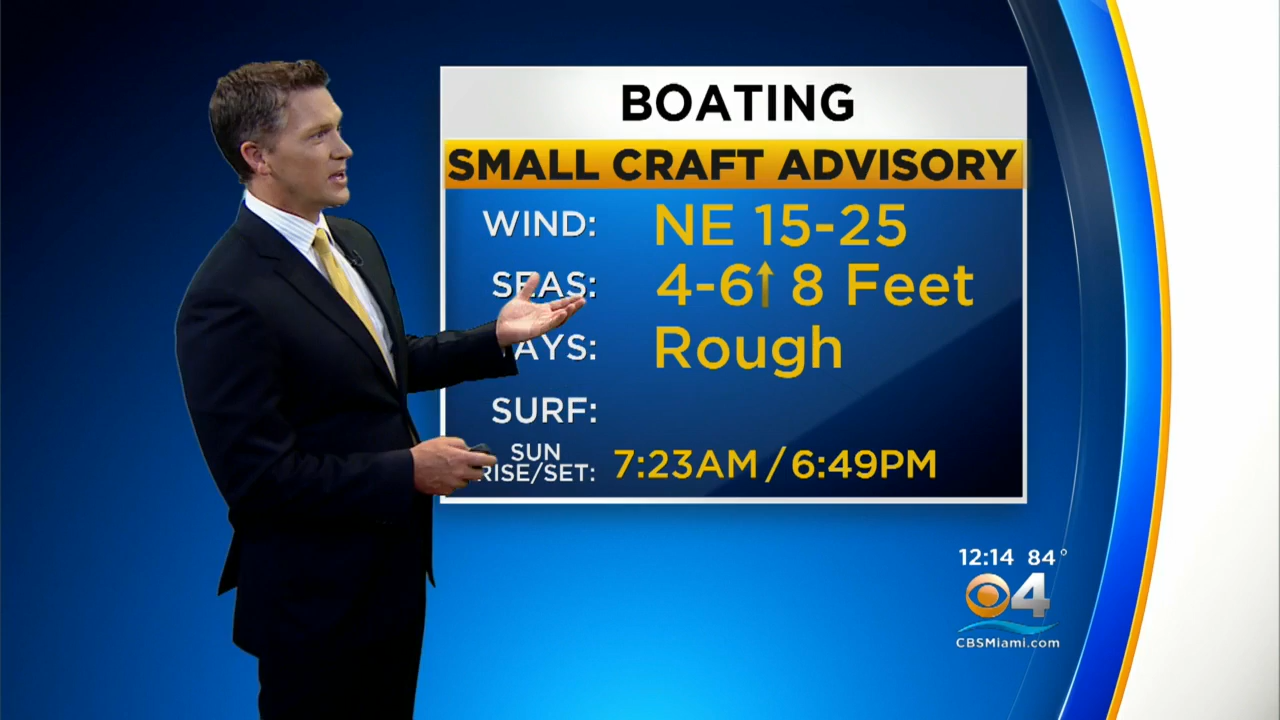 BOATING
SMALL CRAFT ADVISORY
WIND: NE 15-25
SEAS: 4-6↑ 8 Feet
AYS: Rough
SURF:
SUN
RISE/SET: 7:23AM / 6:49PM
12:14 84°
4
CBSMiami.com